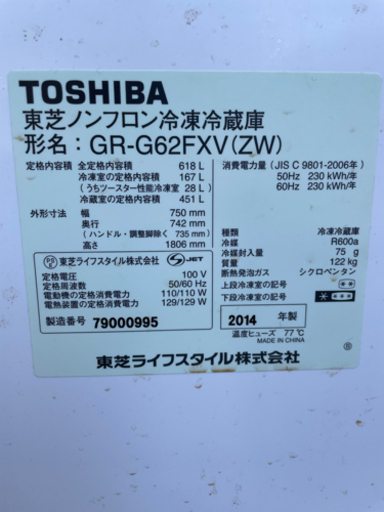 TOSHIBA
東芝ノンフロン冷凍冷蔵庫
形名：GR-G62FXV(ZW)
定格内容積 全定格内容積 618 L
冷凍室の定格内容積 167 L
(うちツースター性能冷凍室 28 L)
冷蔵室の定格内容積 451 L
外形寸法 幅 750 mm
奥行 742 mm
(ハンドル・調整脚除く 735 mm)
高さ 1806 mm
消費電力量 (JIS C 9801-2006年)
50Hz 230 kWh/年
60Hz 230 kWh/年
種類 冷凍冷蔵庫
冷媒 R600a
冷媒封入量 75 g
質量 122 kg
断熱発泡ガス シクロペンタン
上段冷凍室の記号 **
下段冷凍室の記号 ****
PS E 東芝ライフスタイル株式会社 S JET
定格電圧 100 V
定格周波数 50/60 Hz
電動機の定格消費電力 110/110 W
電熱装置の定格消費電力 129/129 W
製造番号 79000995
2014 年製
温度ヒューズ 77℃
MADE IN CHINA
東芝ライフスタイル株式会社